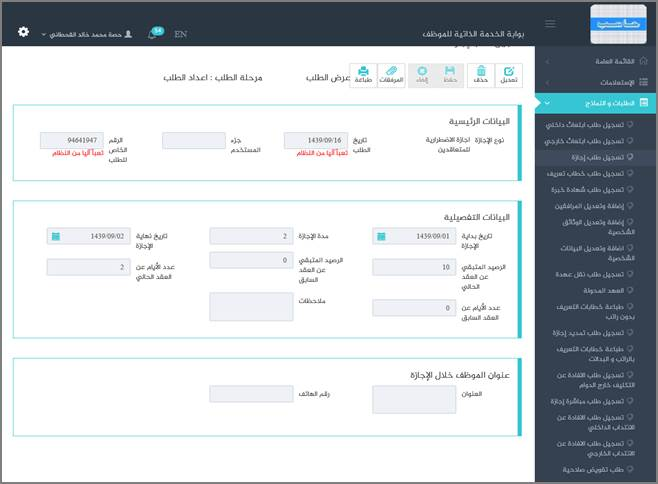 حاسب
بوابة الخدمة الذاتية للموظف
EN
54
حصة محمد خالد القحطاني
القائمة العامة
الإستعلامات
الطلبات و النماذج
تسجيل طلب ابتعاث داخلي
تسجيل طلب ابتعاث خارجي
تسجيل طلب إجازة
تسجيل طلب خطاب تعريف
تسجيل طلب شهادة خبرة
إضافة وتعديل المرافقين
إضافة وتعديل الوثائق
الشخصية
اضافة وتعديل البيانات
الشخصية
تسجيل طلب نقل عهدة
العهد المحولة
طباعة خطابات التعريف
بدون راتب
تسجيل طلب تمديد إجازة
طباعة خطابات التعريف
بالراتب و البدلات
تسجيل طلب الافادة عن
التكليف خارج الدوام
تسجيل طلب مباشرة إجازة
تسجيل طلب الافادة عن
الانتداب الداخلي
تسجيل طلب الافادة عن
الانتداب الخارجي
طلب تفويض صلاحية
تعديل
حذف
حفظ
إلغاء
المرفقات
طباعة
عرض الطلب
مرحلة الطلب : اعداد الطلب
البيانات الرئيسية
نوع الإجازة
اجازة الاضطرارية
للمتعاقدين
تاريخ
الطلب
1439/09/16
تعبأ آليا من النظام
جزء
المستخدم
الرقم
الخاص
للطلب
94641947
تعبأ آليا من النظام
البيانات التفصيلية
تاريخ بداية
الإجازة
1439/09/01
مدة الإجازة
2
تاريخ نهاية
الإجازة
1439/09/02
الرصيد المتبقي
عن العقد
الحالي
10
الرصيد المتبقي
عن العقد
السابق
0
عدد الأيام عن
العقد الحالي
2
عدد الأيام عن
العقد السابق
0
ملاحظات
عنوان الموظف خلال الإجازة
العنوان
رقم الهاتف